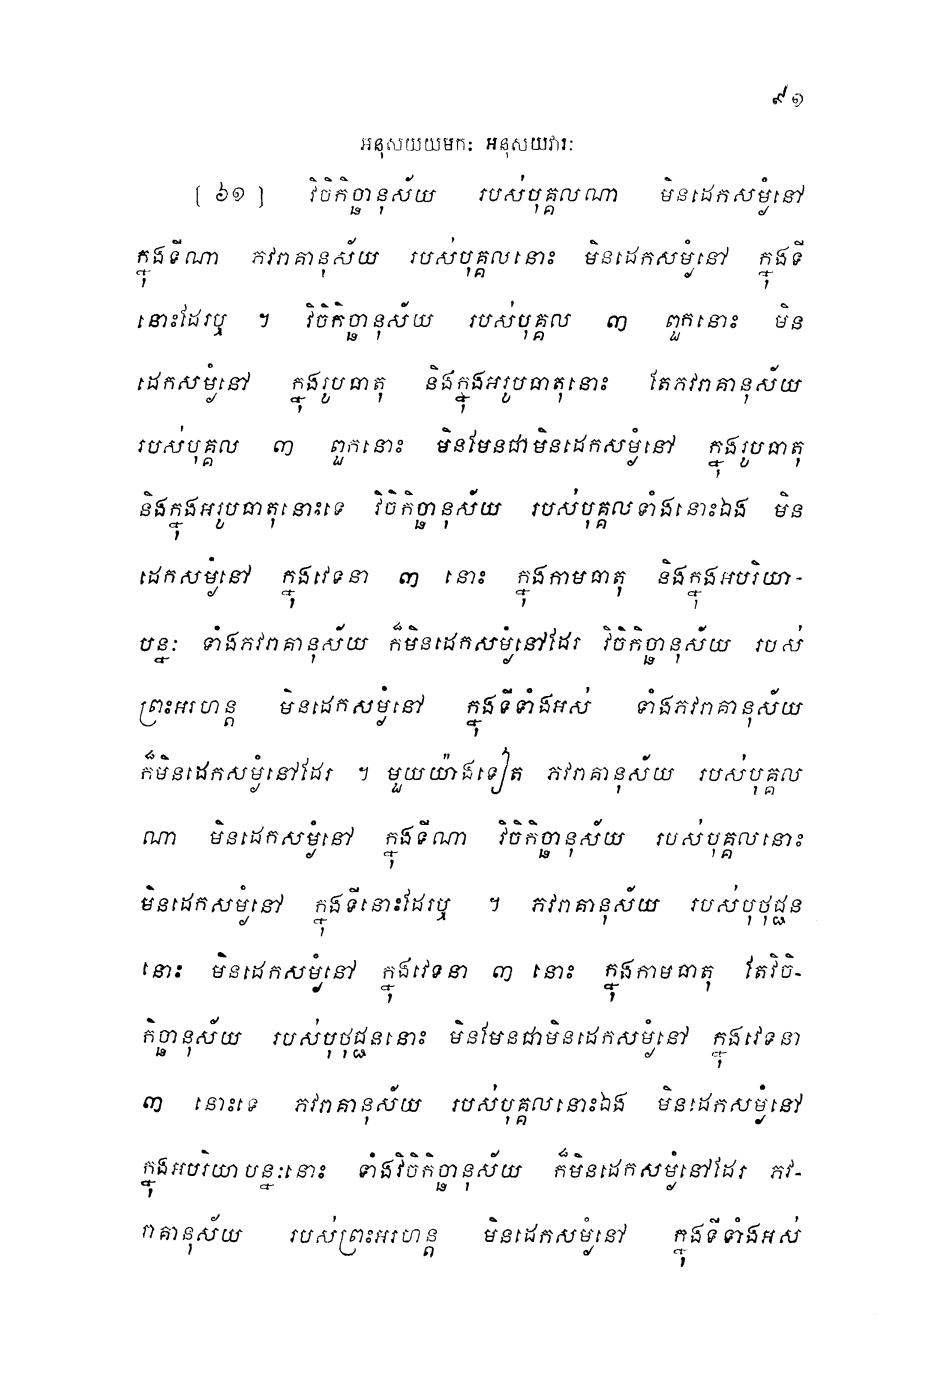 ៩១
អនុសយយមកៈ អនុសយវារៈ
[ ៦១ ] វិចិកិច្ឆានុស័យ របស់បុគ្គលណា មិនដេកសម្ងំនៅ
ក្នុងទីណា ភវរាគានុស័យ របស់បុគ្គលនោះ មិនដេកសម្ងំនៅ ក្នុងទី
នោះដែរឬ ។ វិចិកិច្ឆានុស័យ របស់បុគ្គល ៣ ពួកនោះ មិន
ដេកសម្ងំនៅ ក្នុងរូបធាតុ និងក្នុងអរូបធាតុនោះ តែភវរាគានុស័យ
របស់បុគ្គល ៣ ពួកនោះ មិនមែនជាមិនដេកសម្ងំនៅ ក្នុងរូបធាតុ
និងក្នុងអរូបធាតុនោះទេ វិចិកិច្ឆានុស័យ របស់បុគ្គលទាំងនោះឯង មិន
ដេកសម្ងំនៅ ក្នុងវេទនា ៣ នោះ ក្នុងកាមធាតុ និងក្នុងអបរិយា-
បន្នៈ ទាំងភវរាគានុស័យ ក៏មិនដេកសម្ងំនៅដែរ វិចិកិច្ឆានុស័យ របស់
ព្រះអរហន្ត មិនដេកសម្ងំនៅ ក្នុងទីទាំងអស់ ទាំងភវរាគានុស័យ
ក៏មិនដេកសម្ងំនៅដែរ ។ មួយយ៉ាងទៀត ភវរាគានុស័យ របស់បុគ្គល
ណា មិនដេកសម្ងំនៅ ក្នុងទីណា វិចិកិច្ឆានុស័យ របស់បុគ្គលនោះ
មិនដេកសម្ងំនៅ ក្នុងទីនោះដែរឬ ។ ភវរាគានុស័យ របស់បុថុជ្ជន
នោះ មិនដេកសម្ងំនៅ ក្នុងវេទនា ៣ នោះ ក្នុងកាមធាតុ តែវិចិ-
កិច្ឆានុស័យ របស់បុថុជ្ជននោះ មិនមែនជាមិនដេកសម្ងំនៅ ក្នុងវេទនា
៣ នោះទេ ភវរាគានុស័យ របស់បុគ្គលនោះឯង មិនដេកសម្ងំនៅ
ក្នុងអបរិយាបន្នៈនោះ ទាំងវិចិកិច្ឆានុស័យ ក៏មិនដេកសម្ងំនៅដែរ ភវ-
រាគានុស័យ របស់ព្រះអរហន្ត មិនដេកសម្ងំនៅ ក្នុងទីទាំងអស់